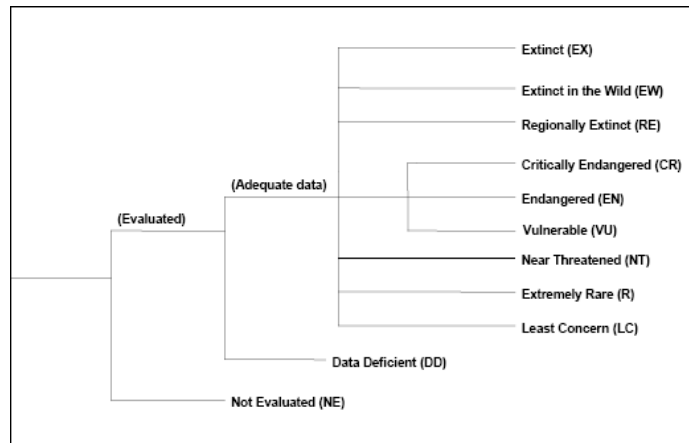 Extinct (EX)
Extinct in the Wild (EW)
Regionally Extinct (RE)
Critically Endangered (CR)
(Adequate data)
Endangered (EN)
(Evaluated)
Vulnerable (VU)
Near Threatened (NT)
Extremely Rare (R)
Least Concern (LC)
Data Deficient (DD)
Not Evaluated (NE)